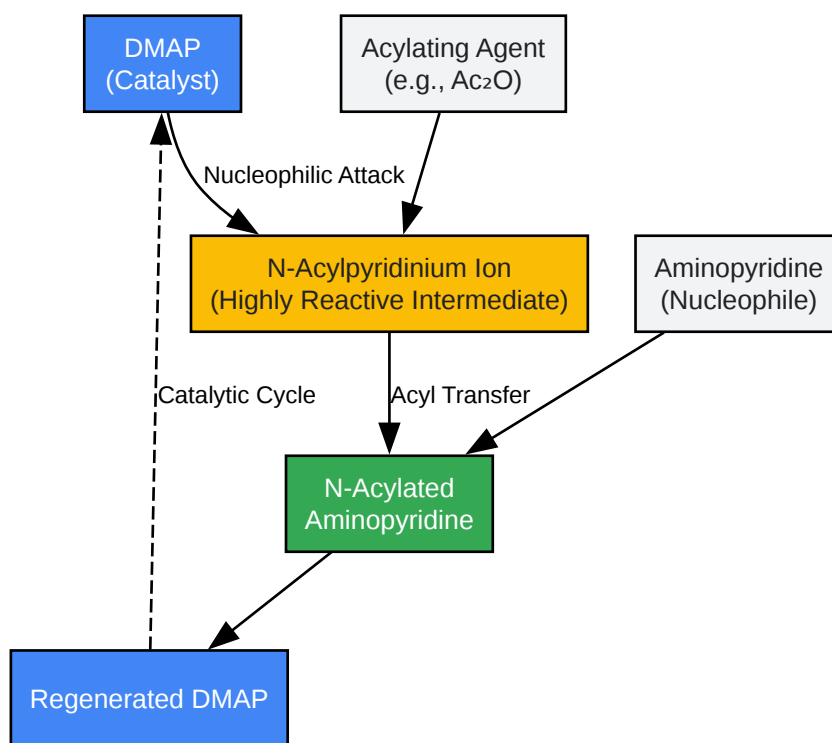 DMAP
(Catalyst)
Acylating Agent
(e.g., Ac₂O)
Nucleophilic Attack
N-Acylpyridinium Ion
(Highly Reactive Intermediate)
Aminopyridine
(Nucleophile)
Catalytic Cycle
Acyl Transfer
N-Acylated
Aminopyridine
Regenerated DMAP